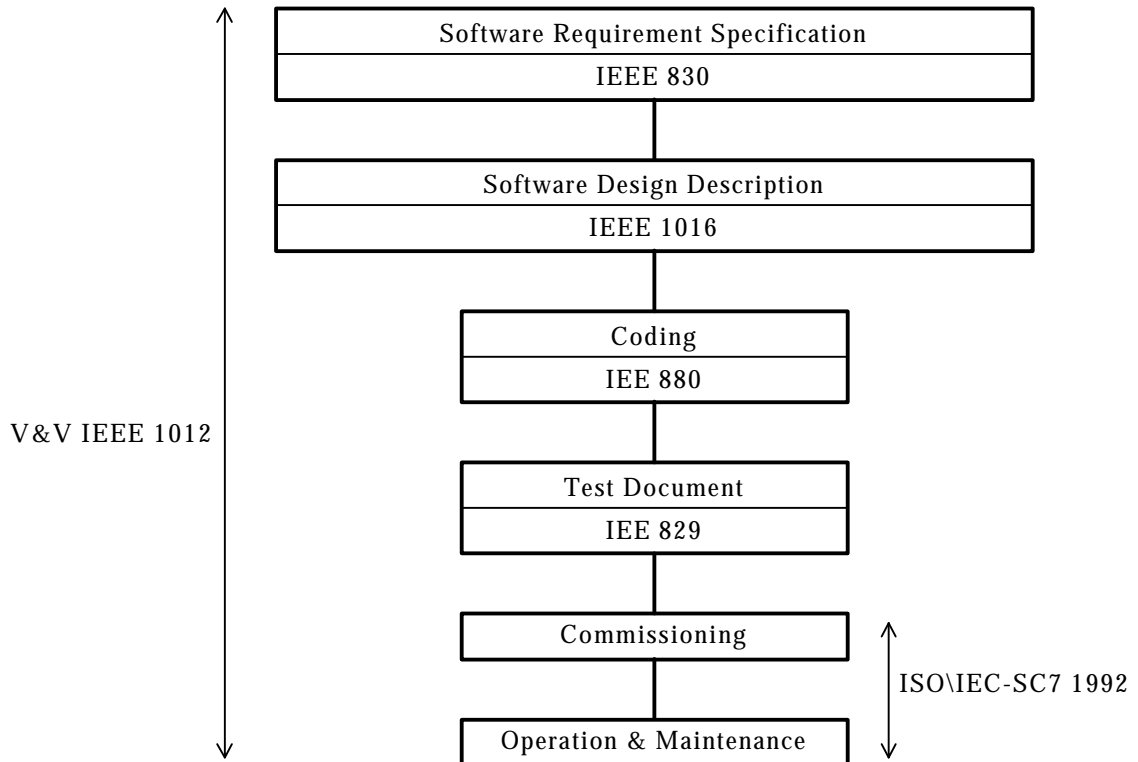 Software Requirement Specification
IEEE 830
Software Design Description
IEEE 1016
Coding
IEE 880
V&V IEEE 1012
Test Document
IEE 829
Commissioning
ISO\IEC-SC7 1992
Operation & Maintenance